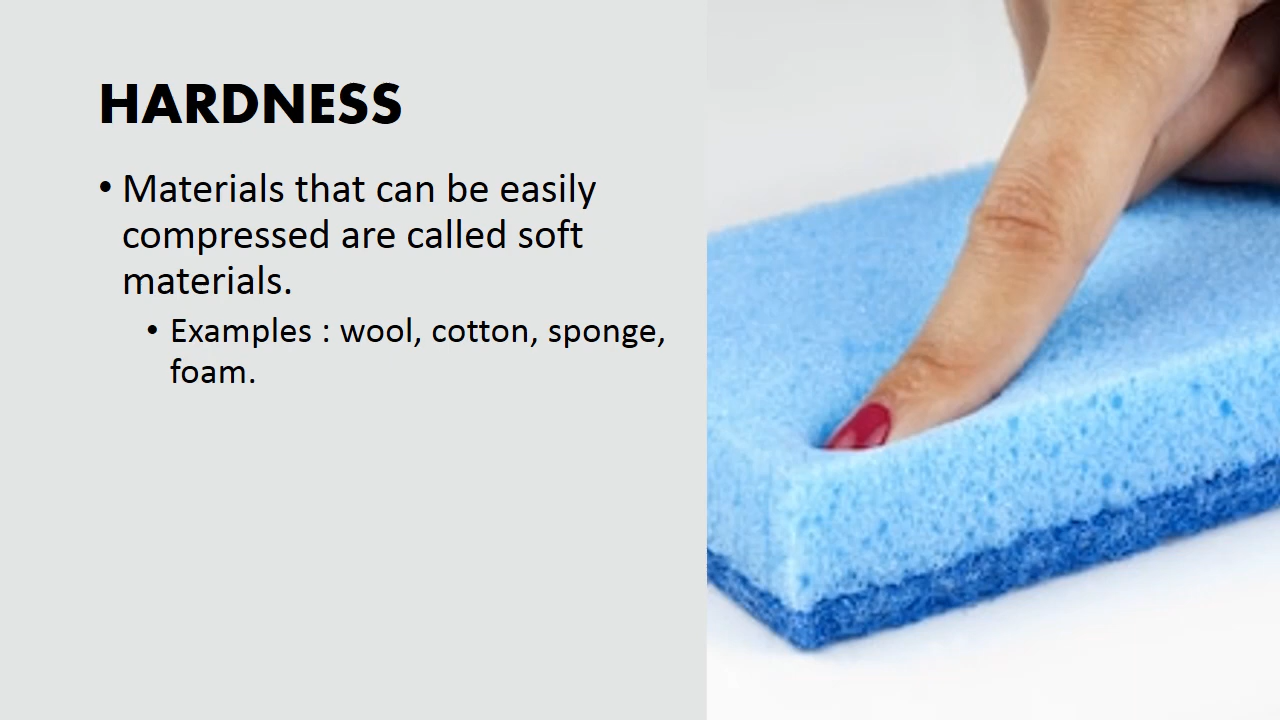 HARDNESS
• Materials that can be easily
compressed are called soft
materials.
• Examples : wool, cotton, sponge,
foam.